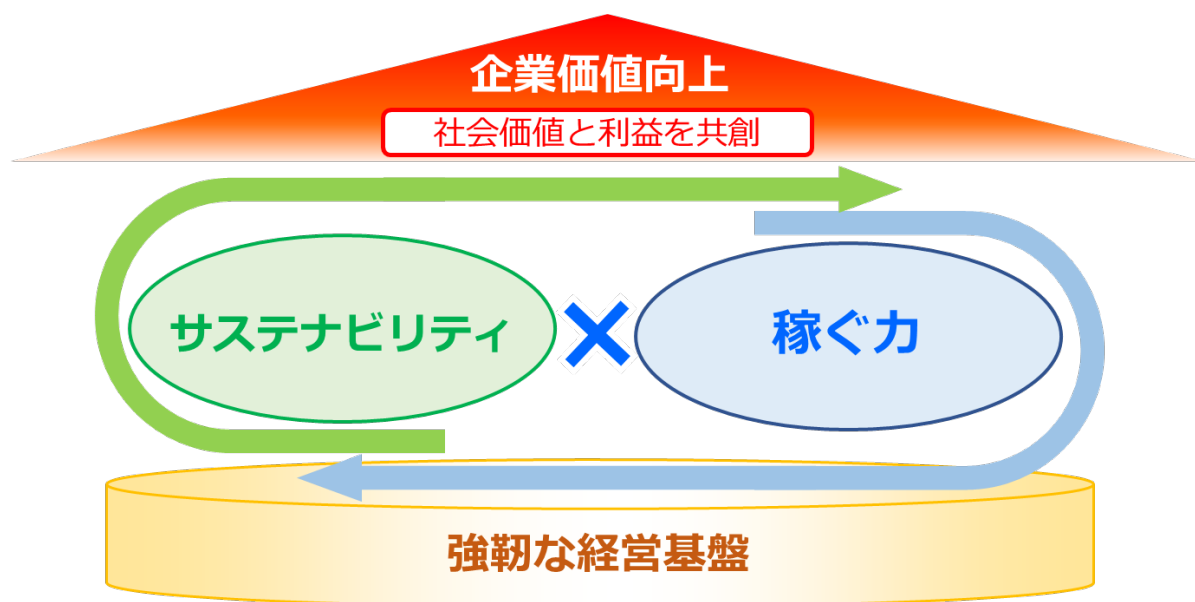 企業価値向上
社会価値と利益を共創
サステナビリティ
×
稼ぐ力
強靭な経営基盤